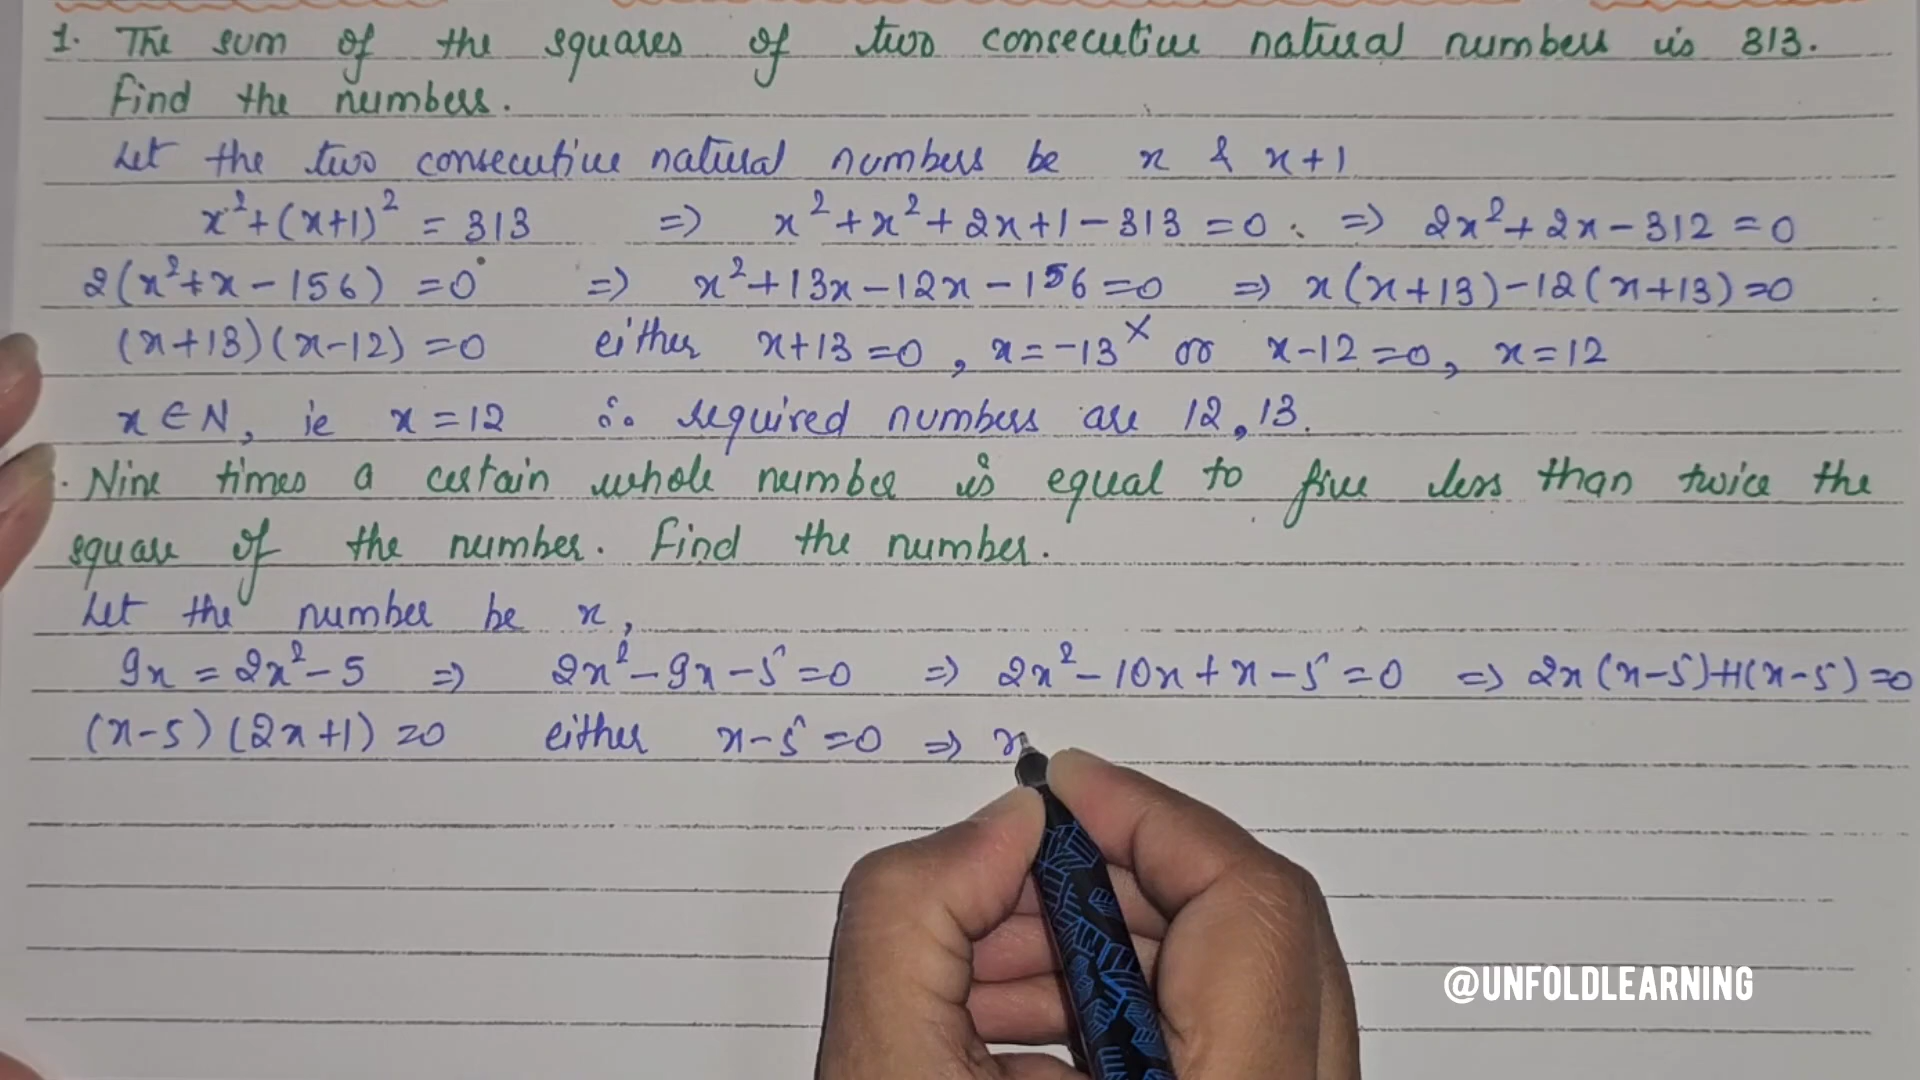 1. The sum of the squares of two consecutive natural numbers is 313.
Find the numbers.
Let the two consecutive natural numbers be x & x+1
x²+(x+1)² = 313 => x²+x²+2x+1-313=0. => 2x²+2x-312=0
2(x²+x-156) =0 => x²+13x-12x-156=0 => x(x+13)-12(x+13)=0
(x+13)(x-12)=0 either x+13=0, x=-13× or x-12=0, x=12
x∈N, ie x=12 ∴ required numbers are 12,13.
. Nine times a certain whole number is equal to five less than twice the
square of the number. Find the number.
Let the number be x,
9x=2x²-5 => 2x²-9x-5=0 => 2x²-10x+x-5=0 => 2x(x-5)+1(x-5)=0
(x-5)(2x+1)=0 either x-5=0 => x
@UNFOLDLEARNING